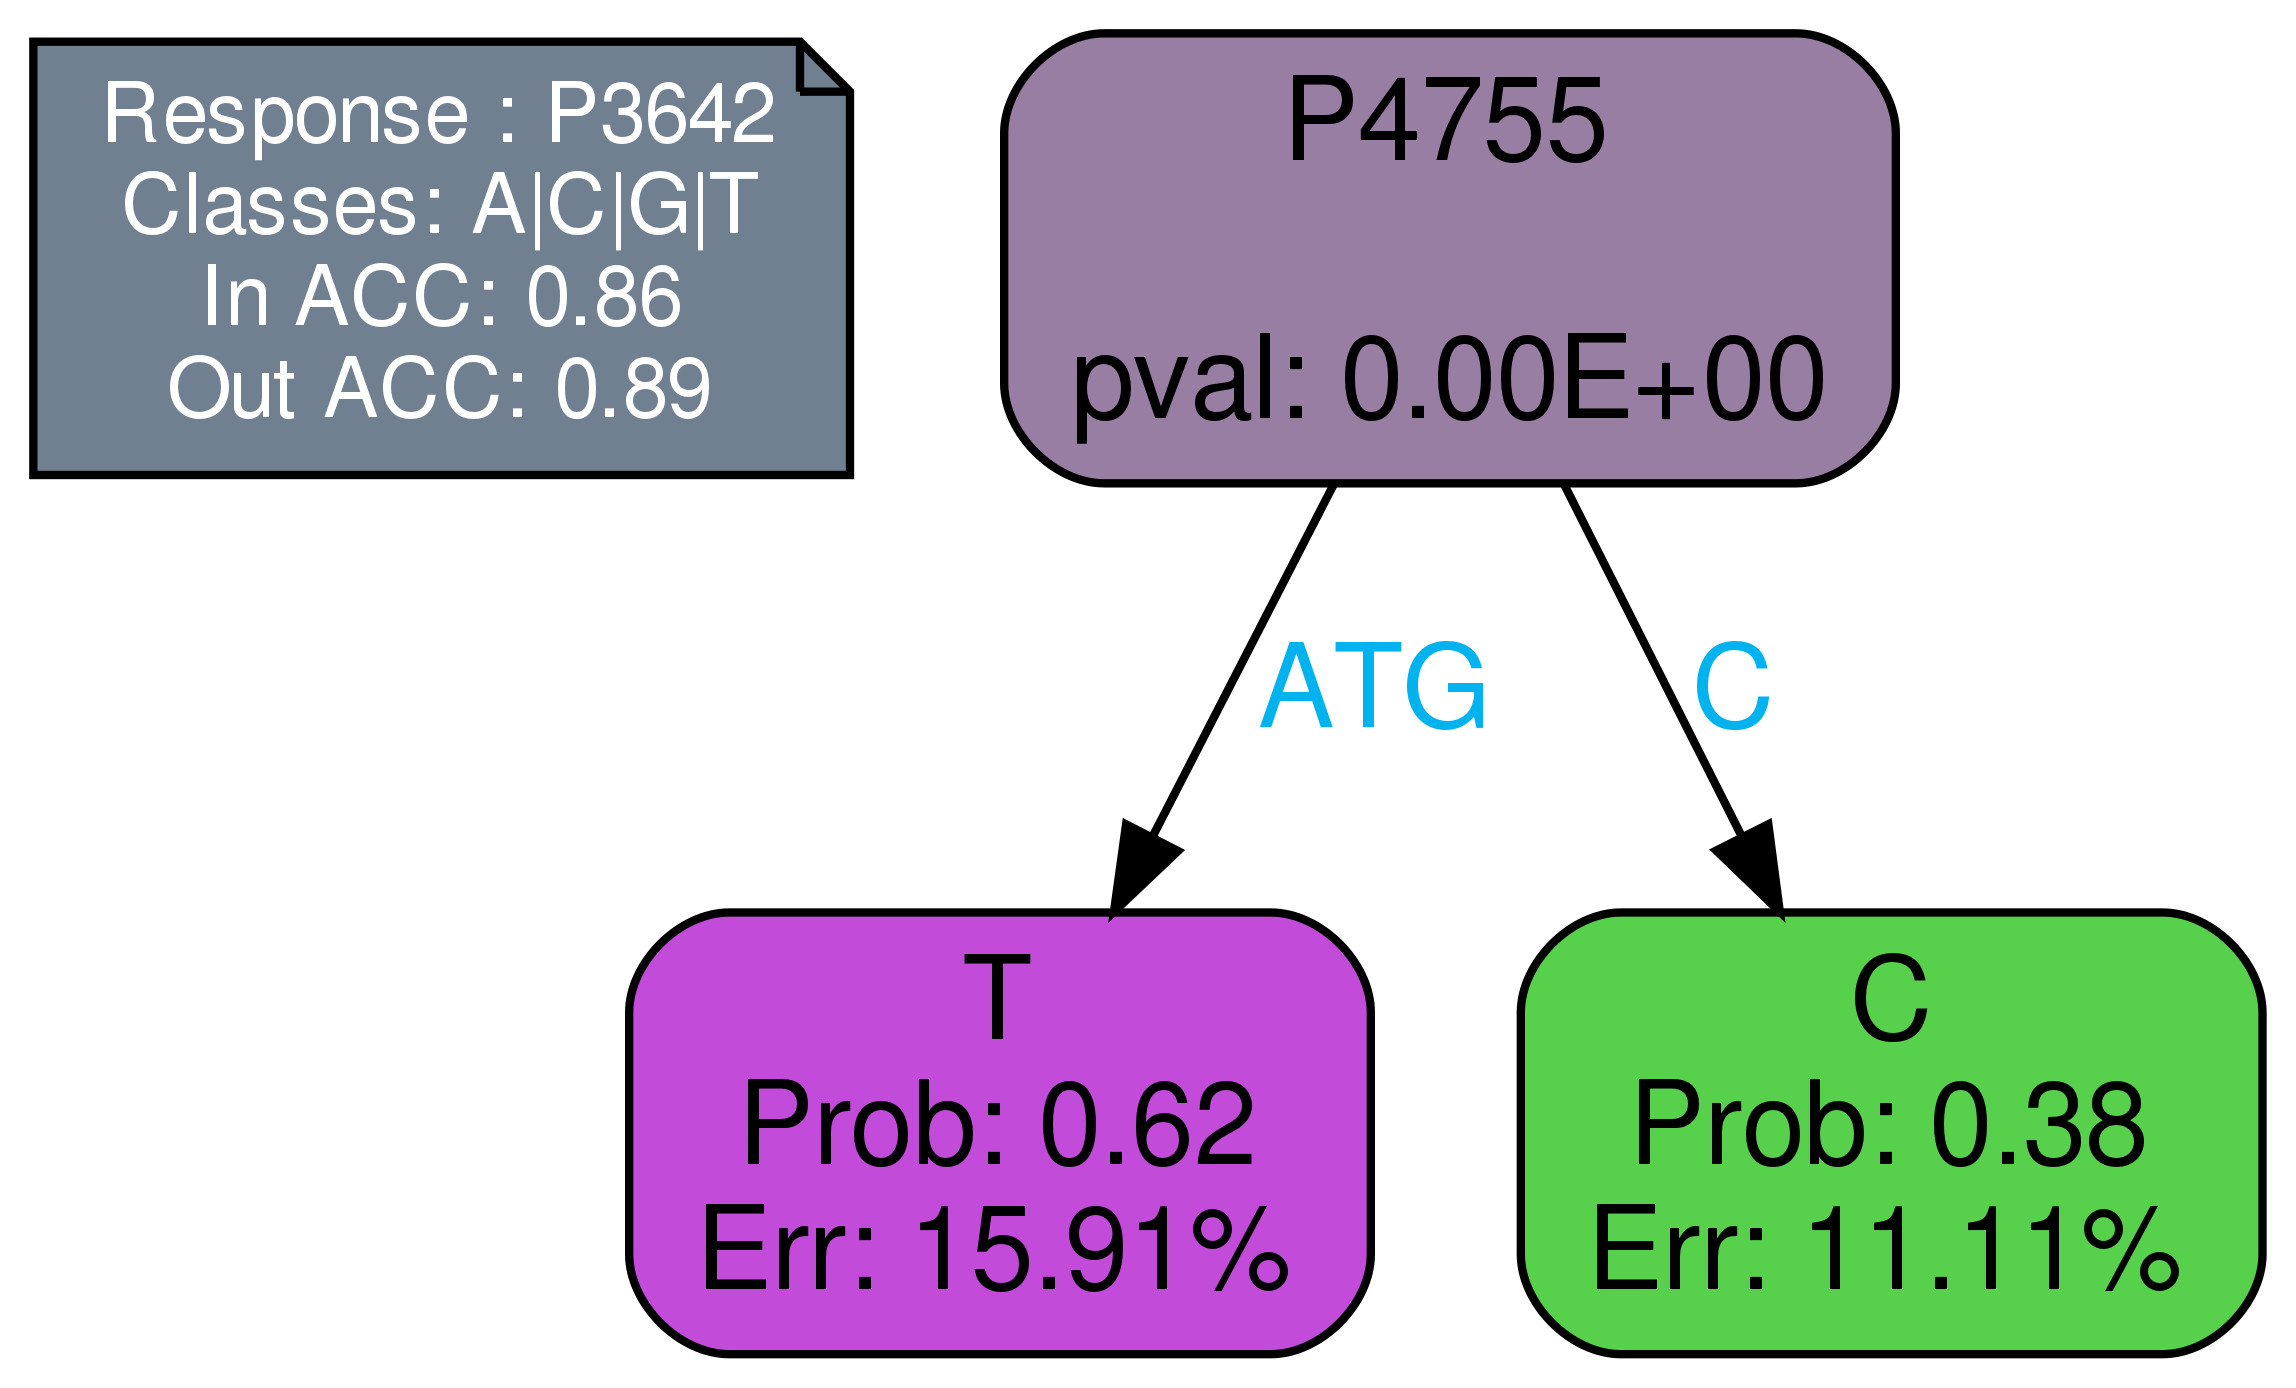 Response : P3642
Classes: A|C|G|T
In ACC: 0.86
Out ACC: 0.89
P4755
pval: 0.00E+00
ATG
C
T
Prob: 0.62
Err: 15.91%
C
Prob: 0.38
Err: 11.11%